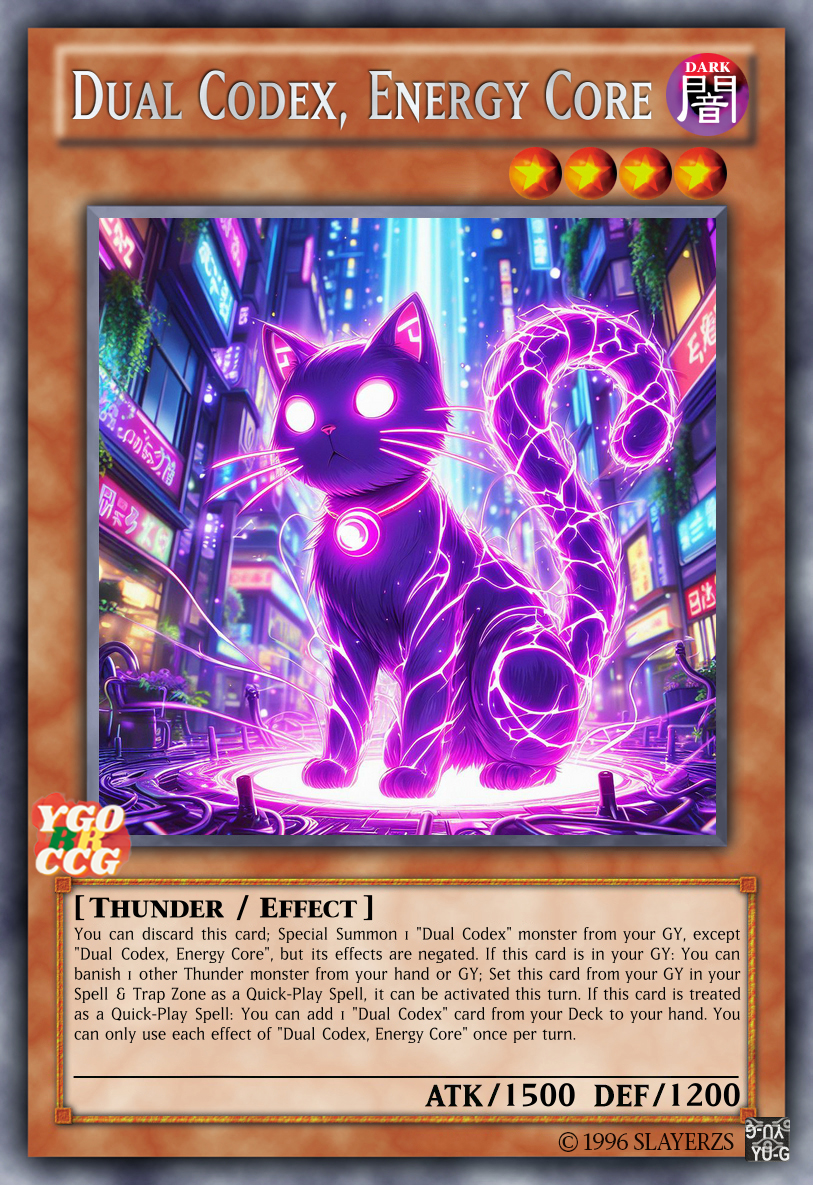 DUAL CODEX, ENERGY CORE
DARK
闇
YGO
BR
CCG
[ THUNDER / EFFECT ]
You can discard this card; Special Summon 1 "Dual Codex" monster from your GY, except
"Dual Codex, Energy Core", but its effects are negated. If this card is in your GY: You can
banish 1 other Thunder monster from your hand or GY; Set this card from your GY in your
Spell & Trap Zone as a Quick-Play Spell, it can be activated this turn. If this card is treated
as a Quick-Play Spell: You can add 1 "Dual Codex" card from your Deck to your hand. You
can only use each effect of "Dual Codex, Energy Core" once per turn.
ATK/1500 DEF/1200
© 1996 SLAYERZS
YU-G
YU-G